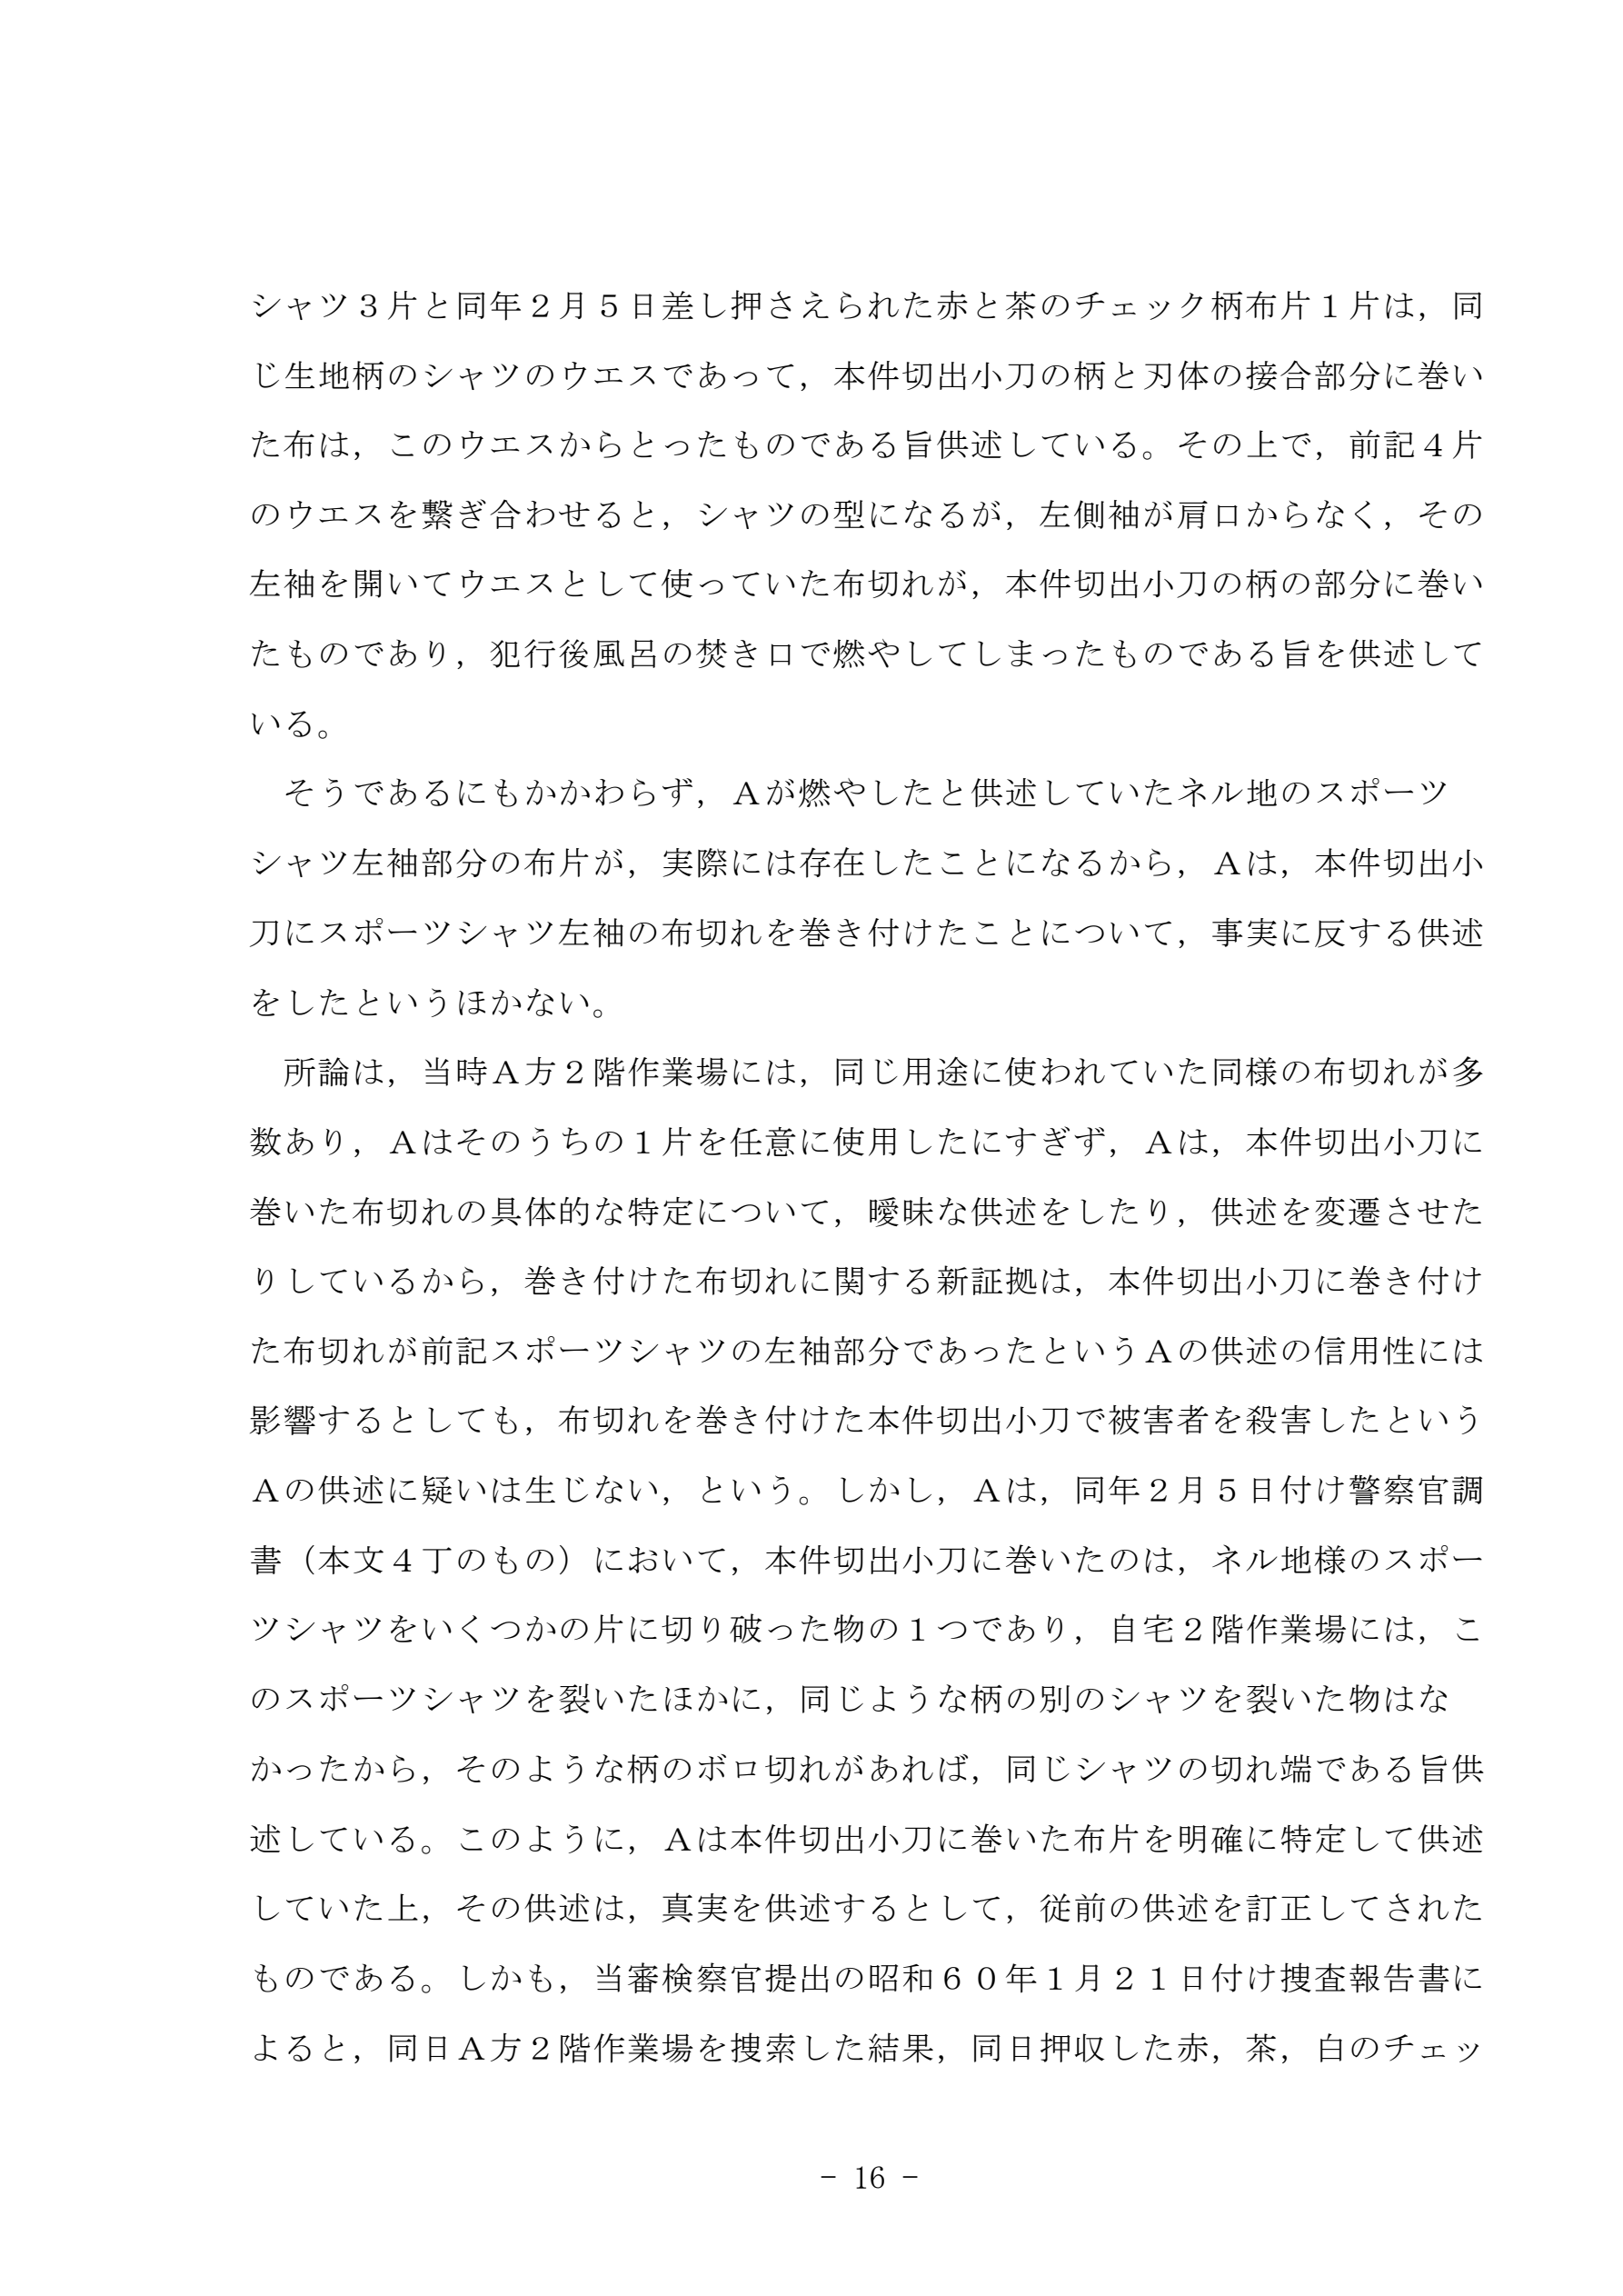 シャツ３片と同年２月５日差し押さえられた赤と茶のチェック柄布片１片は，同
じ生地柄のシャツのウエスであって，本件切出小刀の柄と刃体の接合部分に巻い
た布は，このウエスからとったものである旨供述している。その上で，前記４片
のウエスを繋ぎ合わせると，シャツの型になるが，左側袖が肩口からなく，その
左袖を開いてウエスとして使っていた布切れが，本件切出小刀の柄の部分に巻い
たものであり，犯行後風呂の焚き口で燃やしてしまったものである旨を供述して
いる。
　そうであるにもかかわらず，Ａが燃やしたと供述していたネル地のスポーツ
シャツ左袖部分の布片が，実際には存在したことになるから，Ａは，本件切出小
刀にスポーツシャツ左袖の布切れを巻き付けたことについて，事実に反する供述
をしたというほかない。
　所論は，当時Ａ方２階作業場には，同じ用途に使われていた同様の布切れが多
数あり，Ａはそのうちの１片を任意に使用したにすぎず，Ａは，本件切出小刀に
巻いた布切れの具体的な特定について，曖昧な供述をしたり，供述を変遷させた
りしているから，巻き付けた布切れに関する新証拠は，本件切出小刀に巻き付け
た布切れが前記スポーツシャツの左袖部分であったというＡの供述の信用性には
影響するとしても，布切れを巻き付けた本件切出小刀で被害者を殺害したという
Ａの供述に疑いは生じない，という。しかし，Ａは，同年２月５日付け警察官調
書（本文４丁のもの）において，本件切出小刀に巻いたのは，ネル地様のスポー
ツシャツをいくつかの片に切り破った物の１つであり，自宅２階作業場には，こ
のスポーツシャツを裂いたほかに，同じような柄の別のシャツを裂いた物はな
かったから，そのような柄のボロ切れがあれば，同じシャツの切れ端である旨供
述している。このように，Ａは本件切出小刀に巻いた布片を明確に特定して供述
していた上，その供述は，真実を供述するとして，従前の供述を訂正してされた
ものである。しかも，当審検察官提出の昭和６０年１月２１日付け捜査報告書に
よると，同日Ａ方２階作業場を捜索した結果，同日押収した赤，茶，白のチェッ
- 16 -